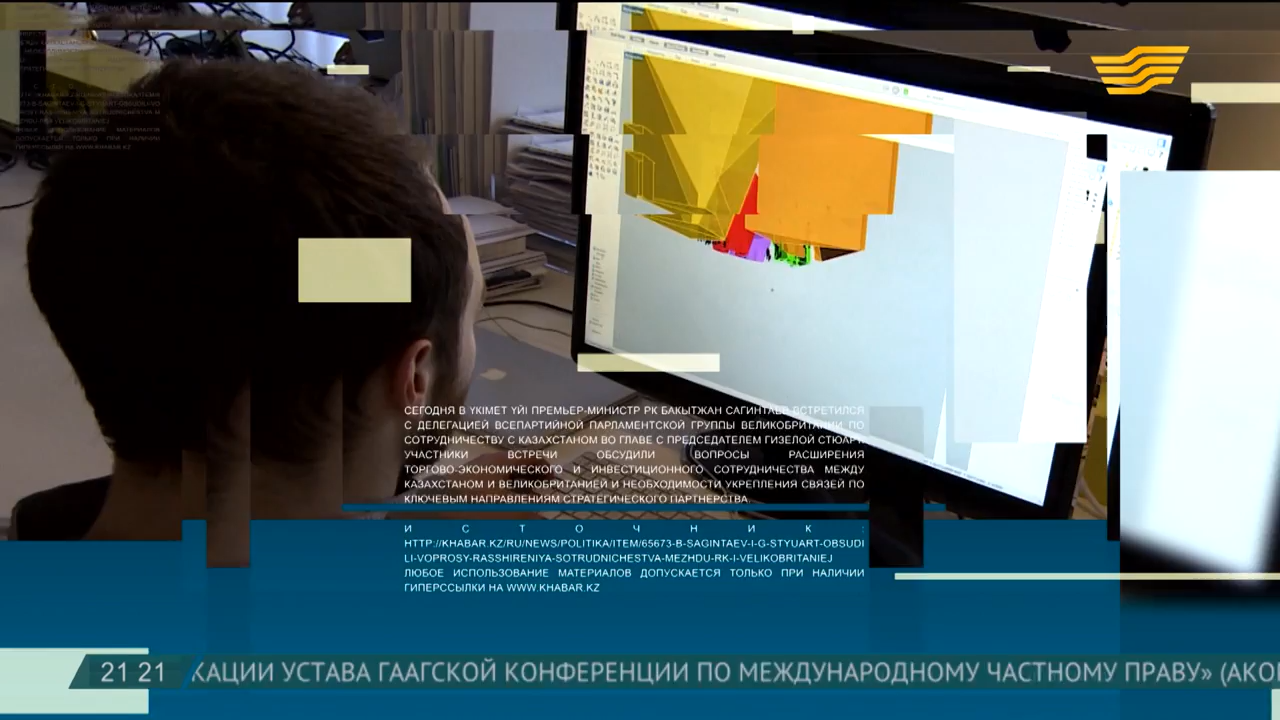 СЕГОДНЯ В ҮКІМЕТ ҮЙІ ПРЕМЬЕР-МИНИСТР РК БАКЫТЖАН САГИНТАЕВ ВСТРЕТИЛСЯ
С ДЕЛЕГАЦИЕЙ ВСЕПАРТИЙНОЙ ПАРЛАМЕНТСКОЙ ГРУППЫ ВЕЛИКОБРИТАНИИ ПО
СОТРУДНИЧЕСТВУ С КАЗАХСТАНОМ ВО ГЛАВЕ С ПРЕДСЕДАТЕЛЕМ ГИЗЕЛОЙ СТЮАРТ.
УЧАСТНИКИ ВСТРЕЧИ ОБСУДИЛИ ВОПРОСЫ РАСШИРЕНИЯ
ТОРГОВО-ЭКОНОМИЧЕСКОГО И ИНВЕСТИЦИОННОГО СОТРУДНИЧЕСТВА МЕЖДУ
КАЗАХСТАНОМ И ВЕЛИКОБРИТАНИЕЙ И НЕОБХОДИМОСТИ УКРЕПЛЕНИЯ СВЯЗЕЙ ПО
КЛЮЧЕВЫМ НАПРАВЛЕНИЯМ СТРАТЕГИЧЕСКОГО ПАРТНЕРСТВА.
И С Т О Ч Н И К :
HTTP://KHABAR.KZ/RU/NEWS/POLITIKA/ITEM/65673-B-SAGINTAEV-I-G-STYUART-OBSUDI
LI-VOPROSY-RASSHIRENIYA-SOTRUDNICHESTVA-MEZHDU-RK-I-VELIKOBRITANIEJ
ЛЮБОЕ ИСПОЛЬЗОВАНИЕ МАТЕРИАЛОВ ДОПУСКАЕТСЯ ТОЛЬКО ПРИ НАЛИЧИИ
ГИПЕРССЫЛКИ НА WWW.KHABAR.KZ
21 21 КАЦИИ УСТАВА ГААГСКОЙ КОНФЕРЕНЦИИ ПО МЕЖДУНАРОДНОМУ ЧАСТНОМУ ПРАВУ» (АКОР